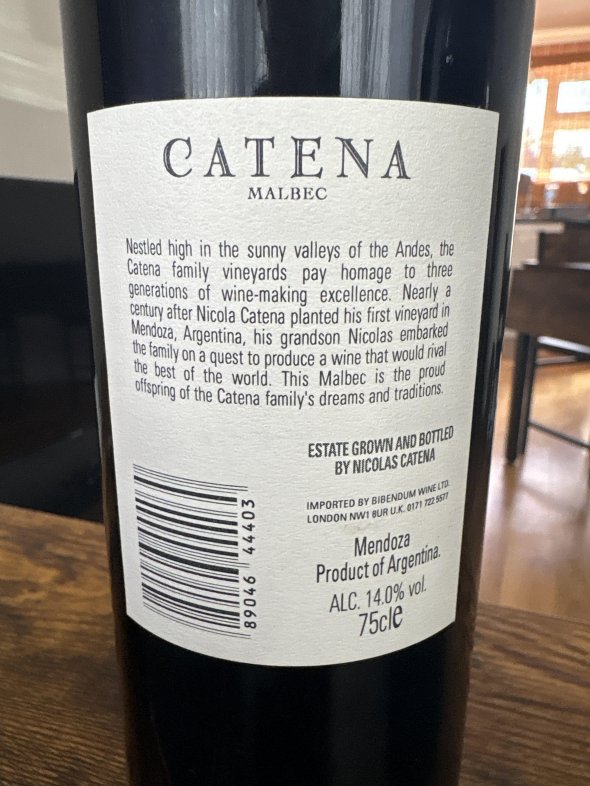 CATENA
MALBEC
Nestled high in the sunny valleys of the Andes, the
Catena family vineyards pay homage to three
generations of wine-making excellence. Nearly a
century after Nicola Catena planted his first vineyard in
Mendoza, Argentina, his grandson Nicolas embarked
the family on a quest to produce a wine that would rival
the best of the world. This Malbec is the proud
offspring of the Catena family's dreams and traditions.
ESTATE GROWN AND BOTTLED
BY NICOLAS CATENA
IMPORTED BY BIBENDUM WINE LTD.
LONDON NW1 8UR U.K. 0171 722 5577
Mendoza
Product of Argentina.
ALC. 14.0% vol.
75cle
89046 44403